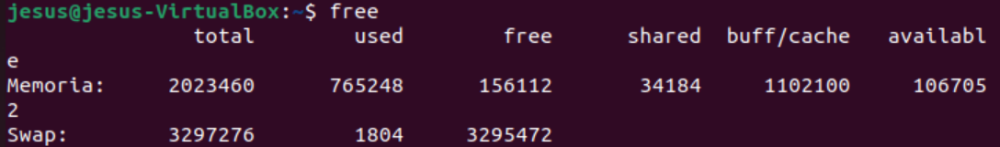 jesus@jesus-VirtualBox:~$ free
total used free shared buff/cache availabl
e
Memoria: 2023460 765248 156112 34184 1102100 106705
2
Swap: 3297276 1804 3295472